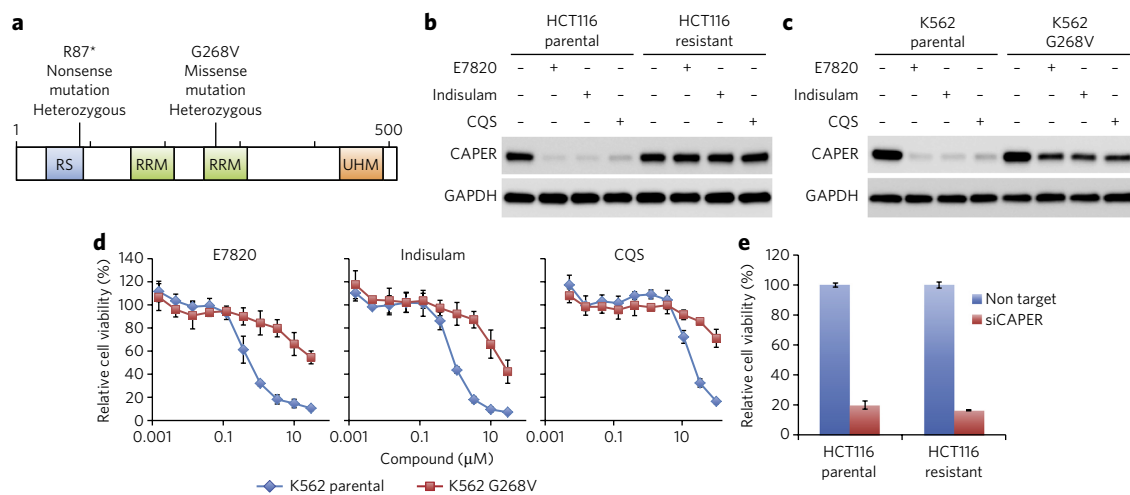 a
R87*
Nonsense
mutation
Heterozygous
G268V
Missense
mutation
Heterozygous
1
500
RS
RRM
RRM
UHM
b
HCT116
parental
HCT116
resistant
E7820
– + – – – + – –
Indisulam
– – + – – – + –
CQS
– – – + – – – +
CAPER
GAPDH
c
K562
parental
K562
G268V
E7820
– + – – – + – –
Indisulam
– – + – – – + –
CQS
– – – + – – – +
CAPER
GAPDH
d
E7820
Indisulam
CQS
Relative cell viability (%)
140
120
100
80
60
40
20
0
0.001 0.1 10
0.001 0.1 10
0.001 0.1 10
Compound (μM)
K562 parental
K562 G268V
e
Relative cell viability (%)
120
100
80
60
40
20
0
Non target
siCAPER
HCT116
parental
HCT116
resistant